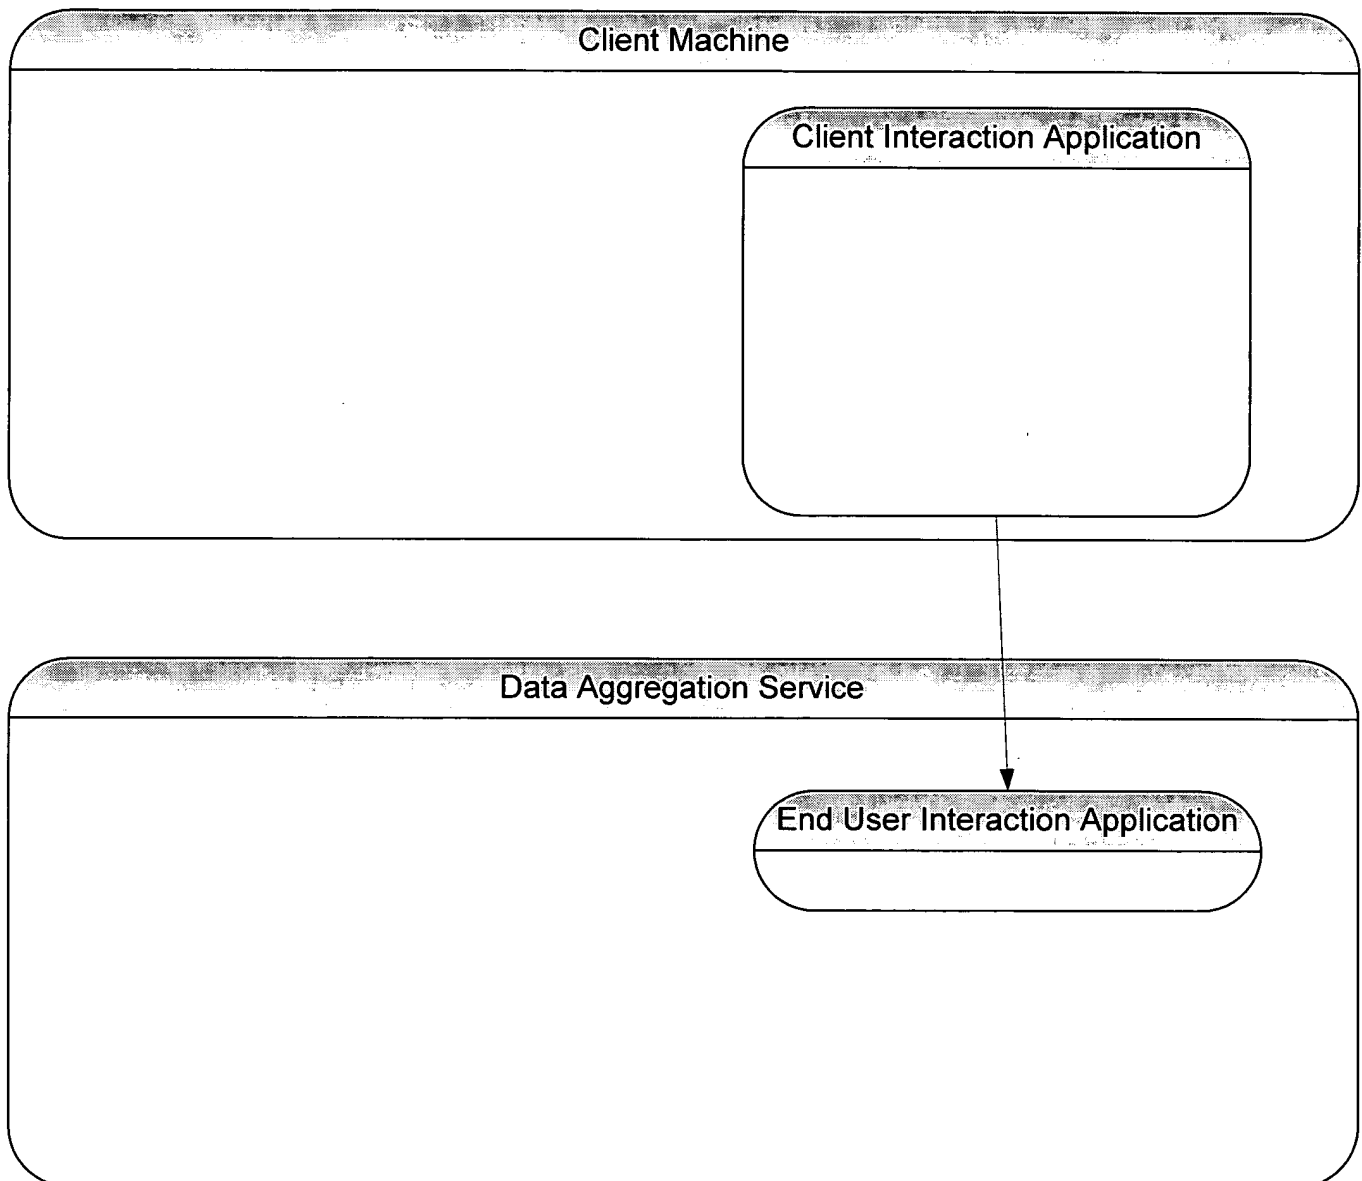 Client Machine
Client Interaction Application
Data Aggregation Service
End User Interaction Application